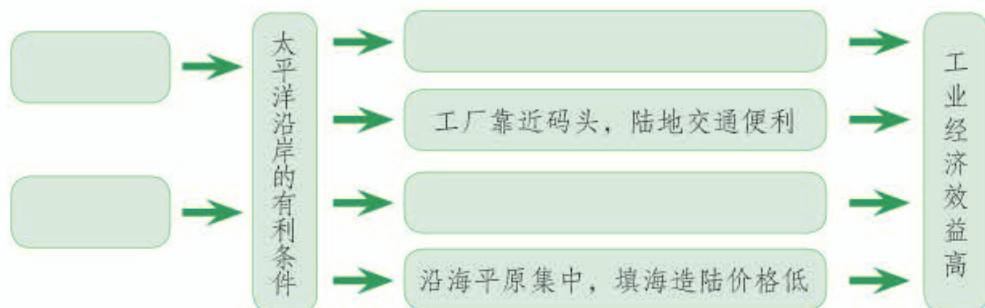 太平洋沿岸的有利条件
工厂靠近码头，陆地交通便利
沿海平原集中，填海造陆价格低
工业经济效益高